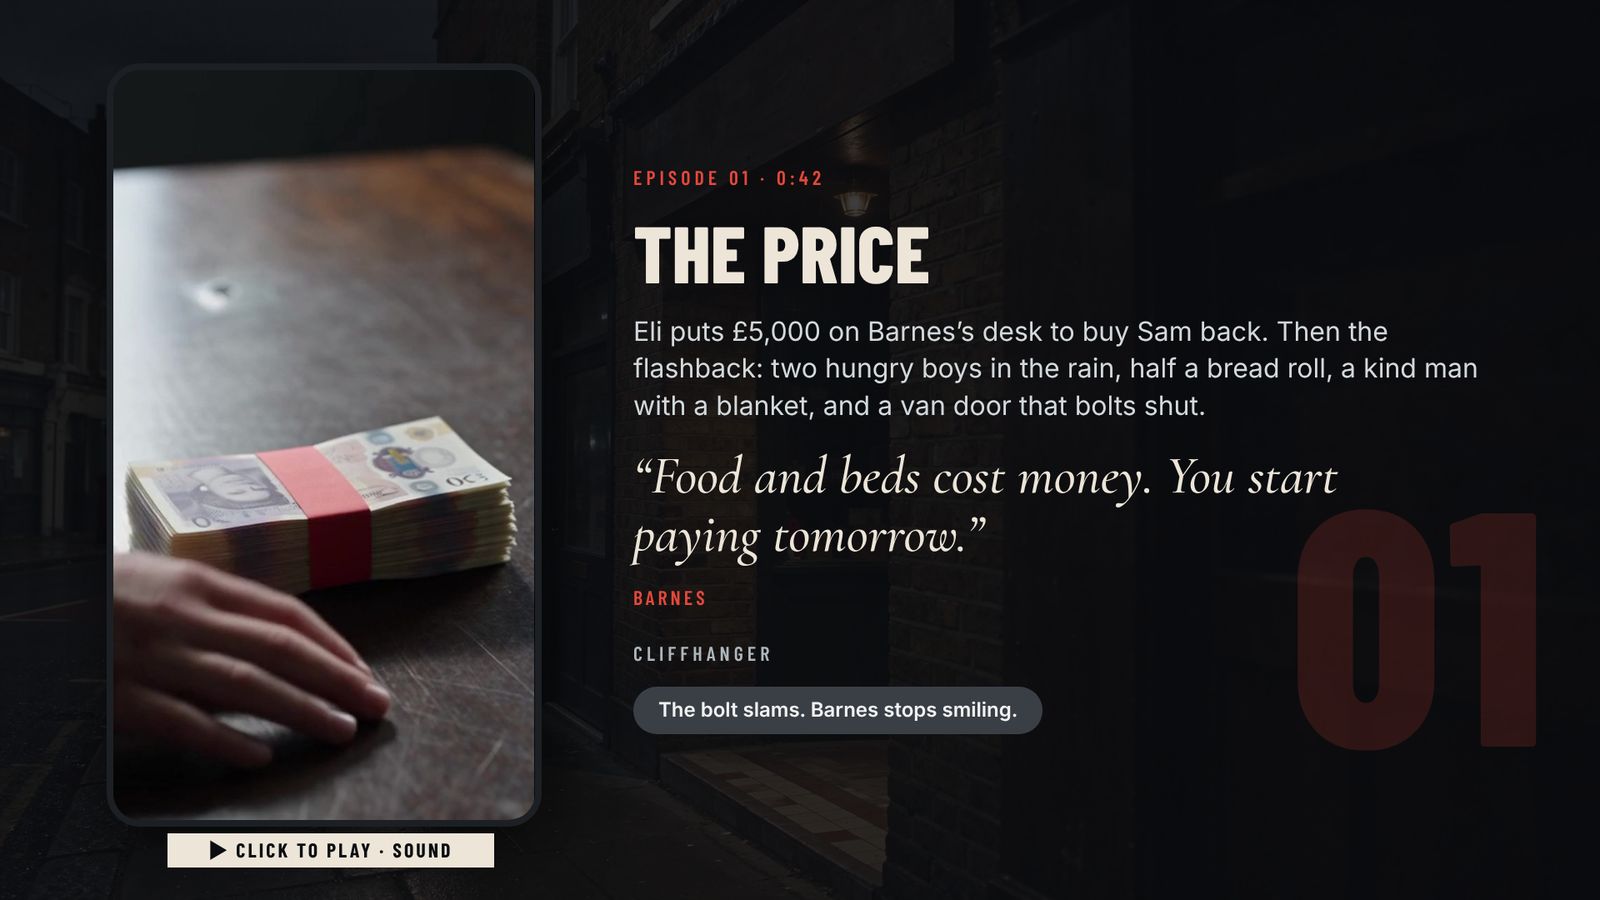 EPISODE 01 · 0:42
THE PRICE
Eli puts £5,000 on Barnes’s desk to buy Sam back. Then the
flashback: two hungry boys in the rain, half a bread roll, a kind man
with a blanket, and a van door that bolts shut.
“Food and beds cost money. You start
paying tomorrow.”
BARNES
CLIFFHANGER
The bolt slams. Barnes stops smiling.
01
▶ CLICK TO PLAY · SOUND